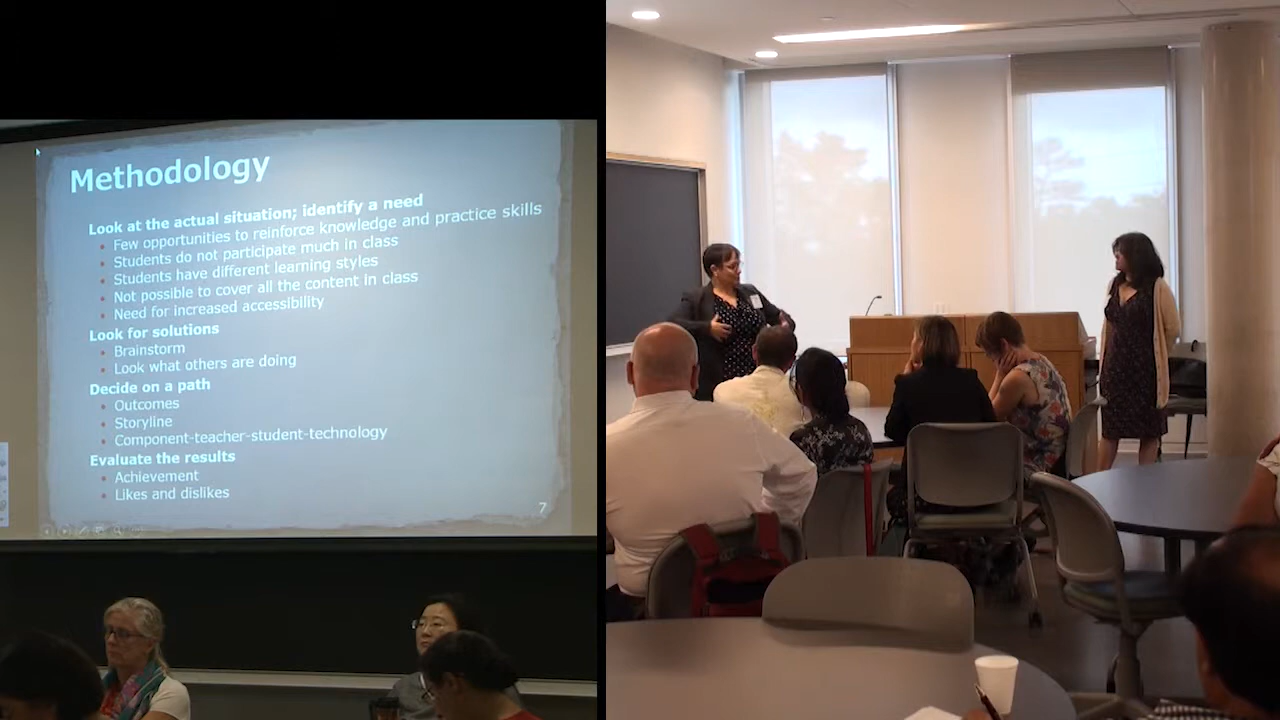 Methodology
Look at the actual situation; identify a need
Few opportunities to reinforce knowledge and practice skills
Students do not participate much in class
Students have different learning styles
Not possible to cover all the content in class
Need for increased accessibility
Look for solutions
Brainstorm
Look what others are doing
Decide on a path
Outcomes
Storyline
Component-teacher-student-technology
Evaluate the results
Achievement
Likes and dislikes
7